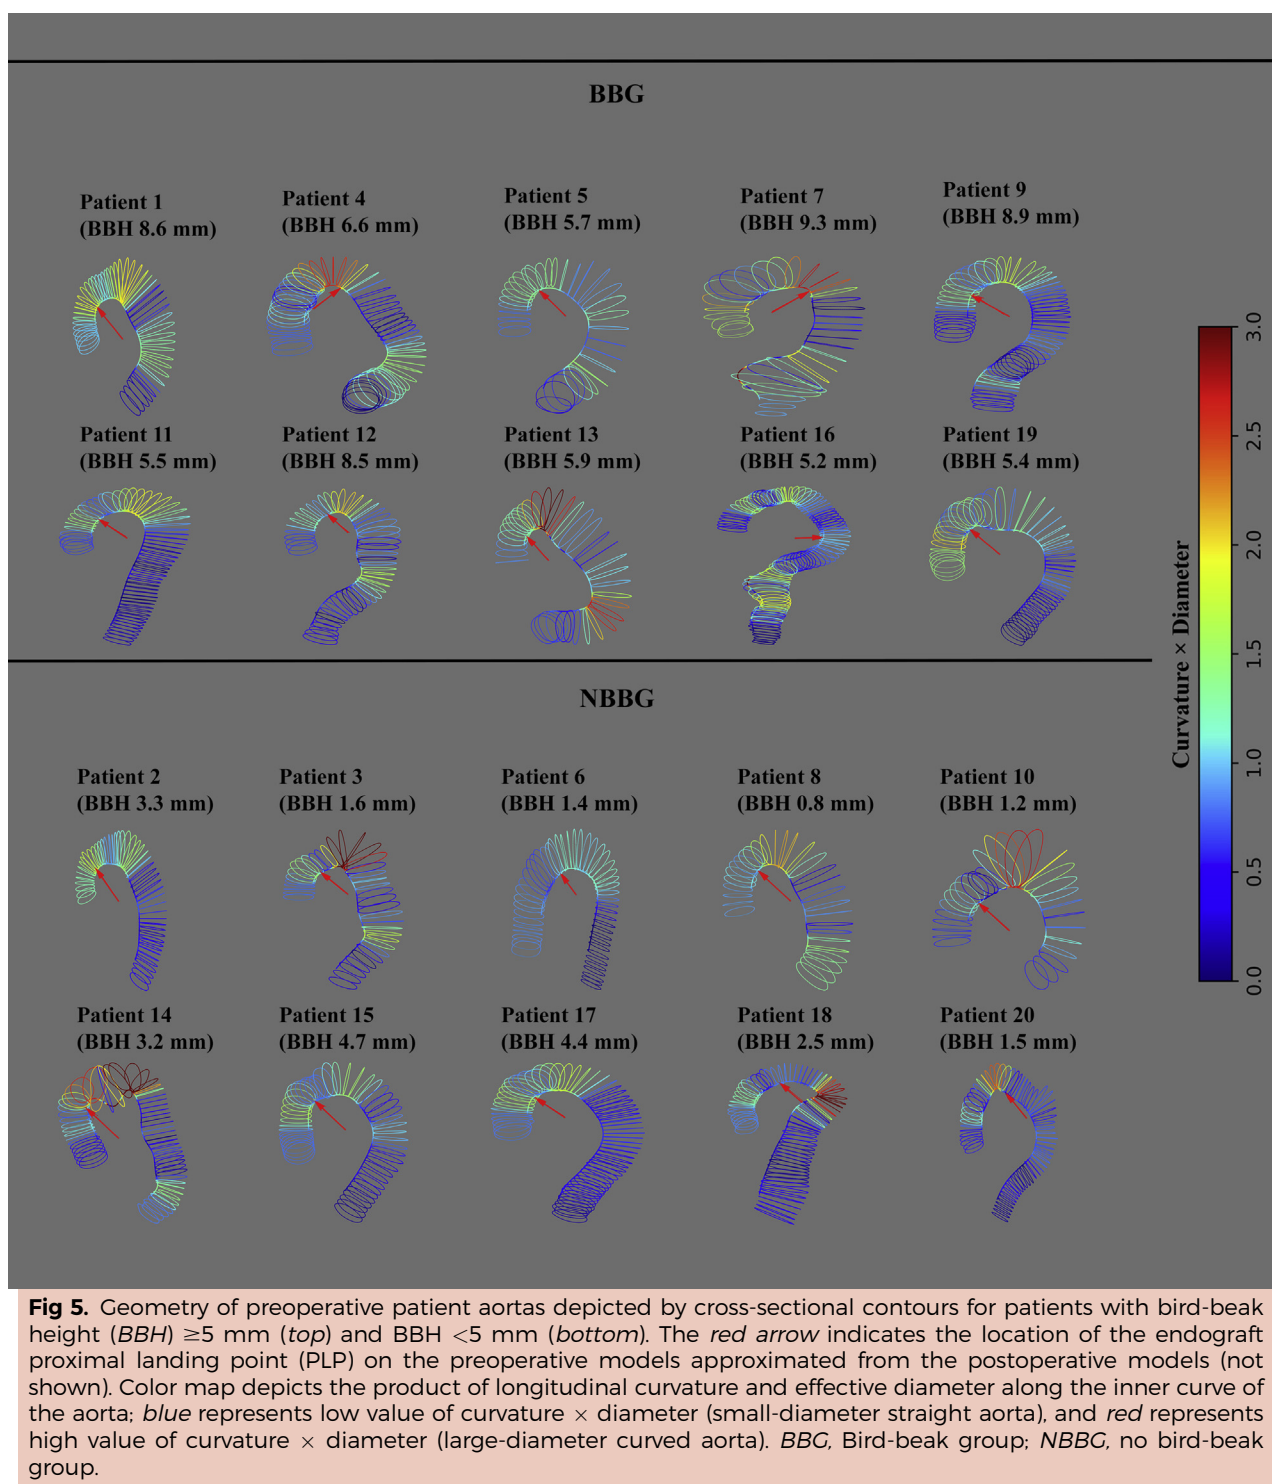 BBG
Patient 1
(BBH 8.6 mm)
Patient 4
(BBH 6.6 mm)
Patient 5
(BBH 5.7 mm)
Patient 7
(BBH 9.3 mm)
Patient 9
(BBH 8.9 mm)
Patient 11
(BBH 5.5 mm)
Patient 12
(BBH 8.5 mm)
Patient 13
(BBH 5.9 mm)
Patient 16
(BBH 5.2 mm)
Patient 19
(BBH 5.4 mm)
NBBG
Patient 2
(BBH 3.3 mm)
Patient 3
(BBH 1.6 mm)
Patient 6
(BBH 1.4 mm)
Patient 8
(BBH 0.8 mm)
Patient 10
(BBH 1.2 mm)
Patient 14
(BBH 3.2 mm)
Patient 15
(BBH 4.7 mm)
Patient 17
(BBH 4.4 mm)
Patient 18
(BBH 2.5 mm)
Patient 20
(BBH 1.5 mm)
Curvature × Diameter
3.0
2.5
2.0
1.5
1.0
0.5
0.0
Fig 5. Geometry of preoperative patient aortas depicted by cross-sectional contours for patients with bird-beak
height (BBH) ≥5 mm (top) and BBH <5 mm (bottom). The red arrow indicates the location of the endograft
proximal landing point (PLP) on the preoperative models approximated from the postoperative models (not
shown). Color map depicts the product of longitudinal curvature and effective diameter along the inner curve of
the aorta; blue represents low value of curvature × diameter (small-diameter straight aorta), and red represents
high value of curvature × diameter (large-diameter curved aorta). BBG, Bird-beak group; NBBG, no bird-beak
group.